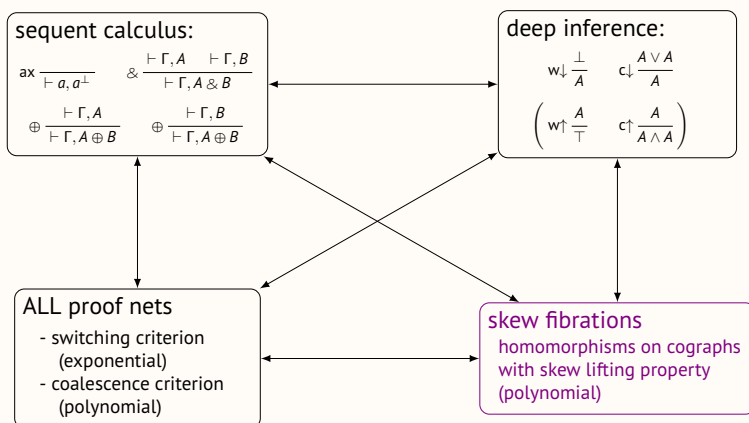 sequent calculus:
ax ⊢ a, a⊥
& ⊢ Γ, A ⊢ Γ, B
⊢ Γ, A & B
⊕ ⊢ Γ, A
⊢ Γ, A ⊕ B
⊕ ⊢ Γ, B
⊢ Γ, A ⊕ B
deep inference:
w↓ ⊥
A
c↓ A ∨ A
A
( w↑ A
⊤
c↑ A
A ∧ A )
ALL proof nets
- switching criterion
(exponential)
- coalescence criterion
(polynomial)
skew fibrations
homomorphisms on cographs
with skew lifting property
(polynomial)